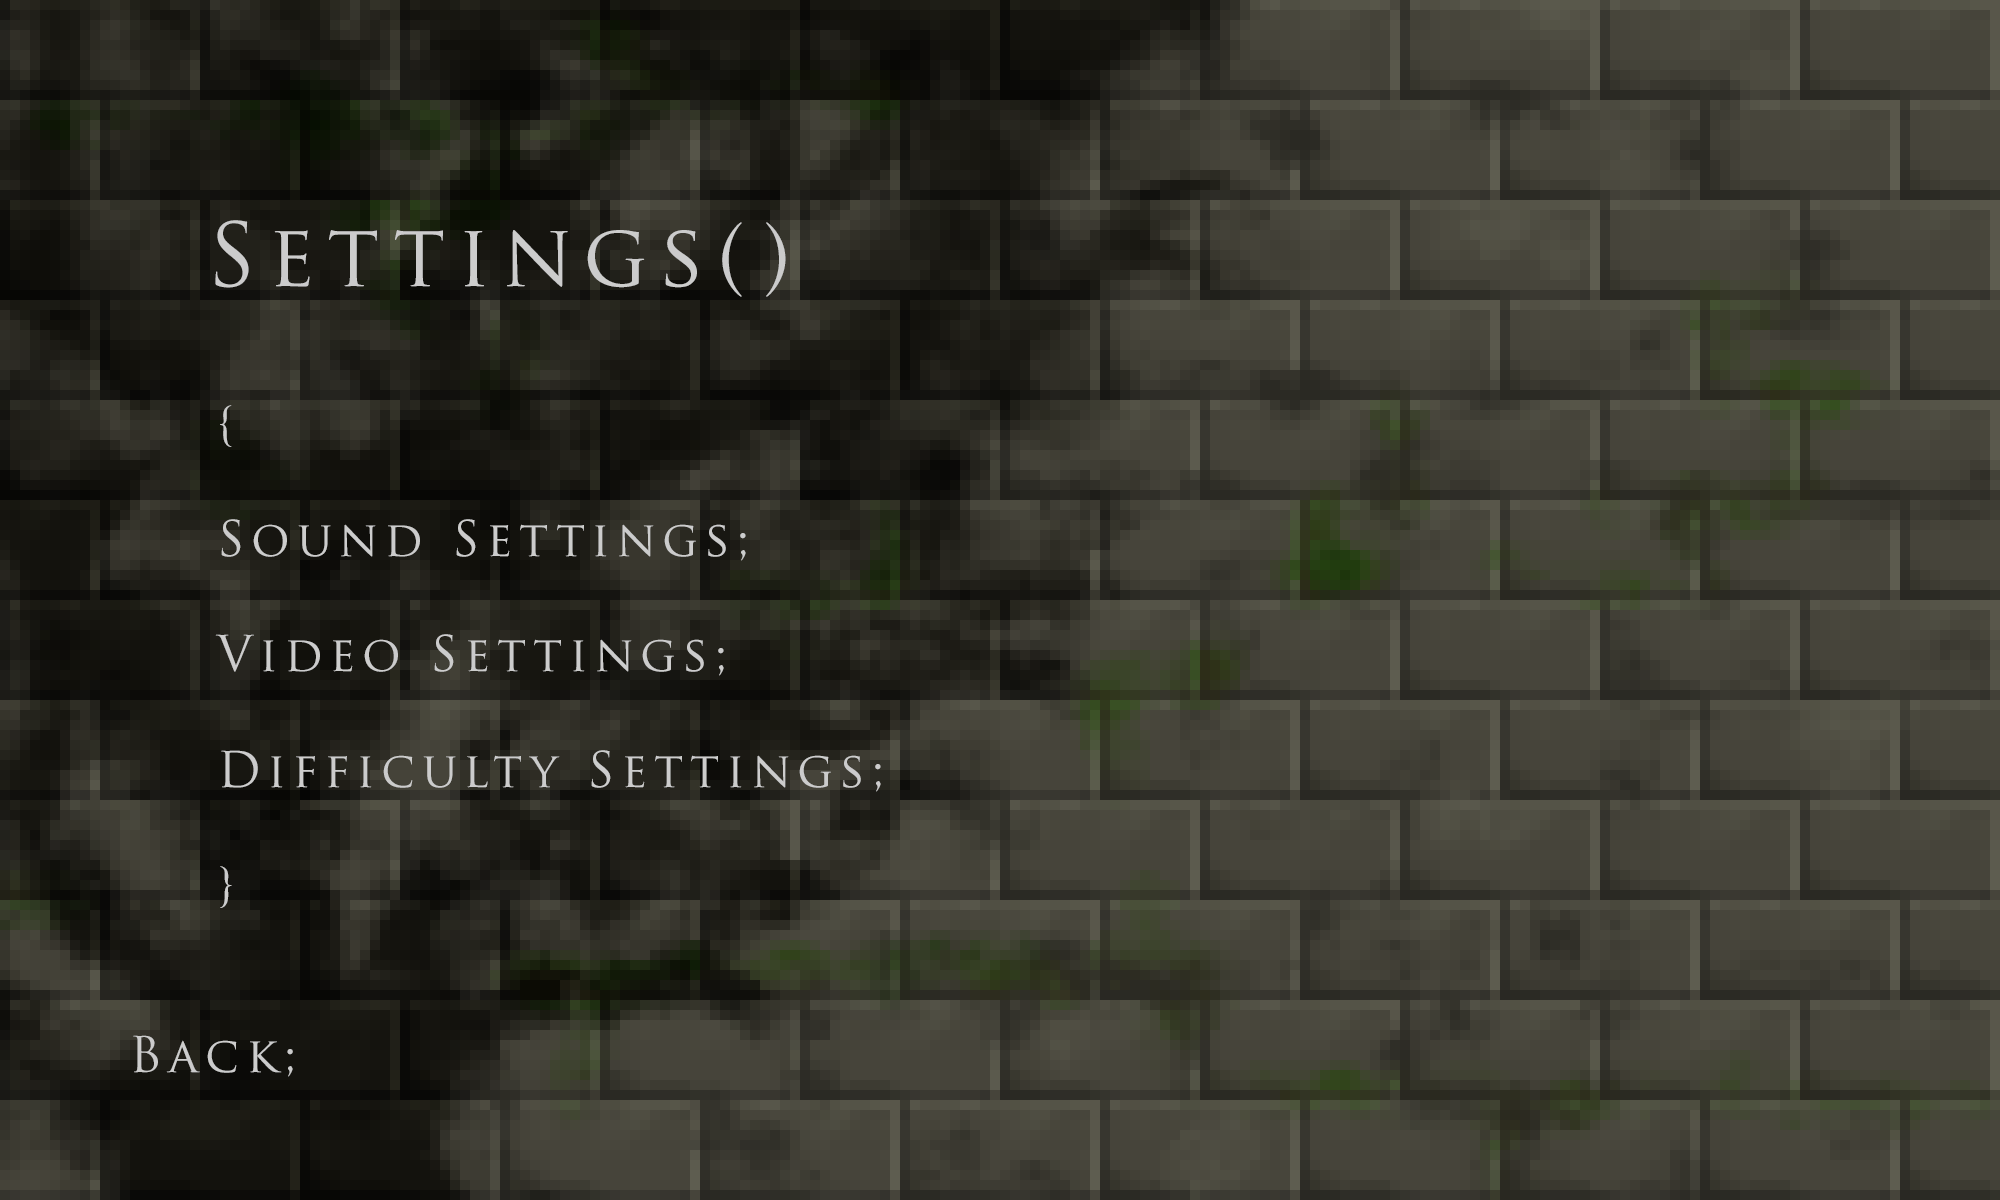 Settings()
{
Sound Settings;
Video Settings;
Difficulty Settings;
}
Back;